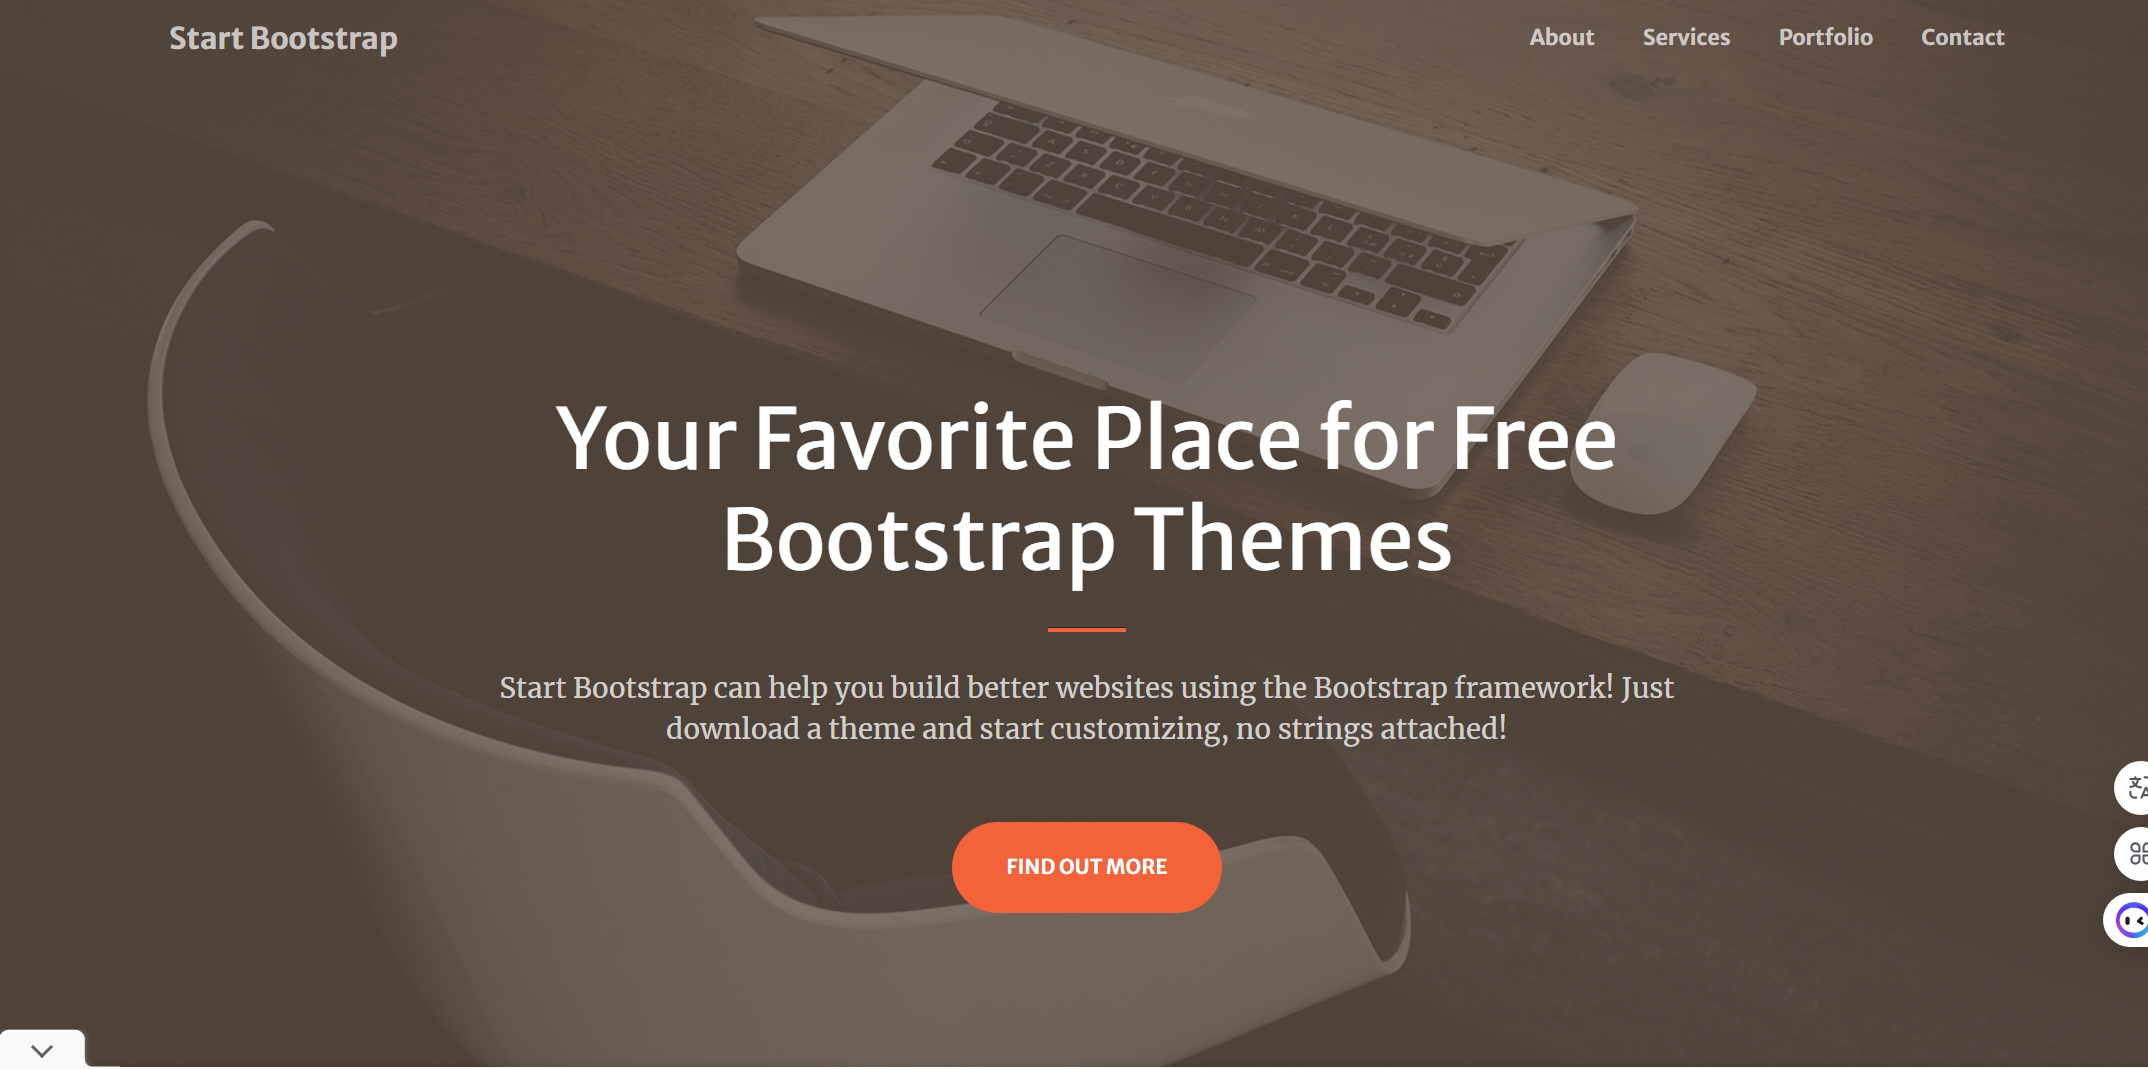 Start Bootstrap
About Services Portfolio Contact
Your Favorite Place for Free
Bootstrap Themes
Start Bootstrap can help you build better websites using the Bootstrap framework! Just
download a theme and start customizing, no strings attached!
FIND OUT MORE